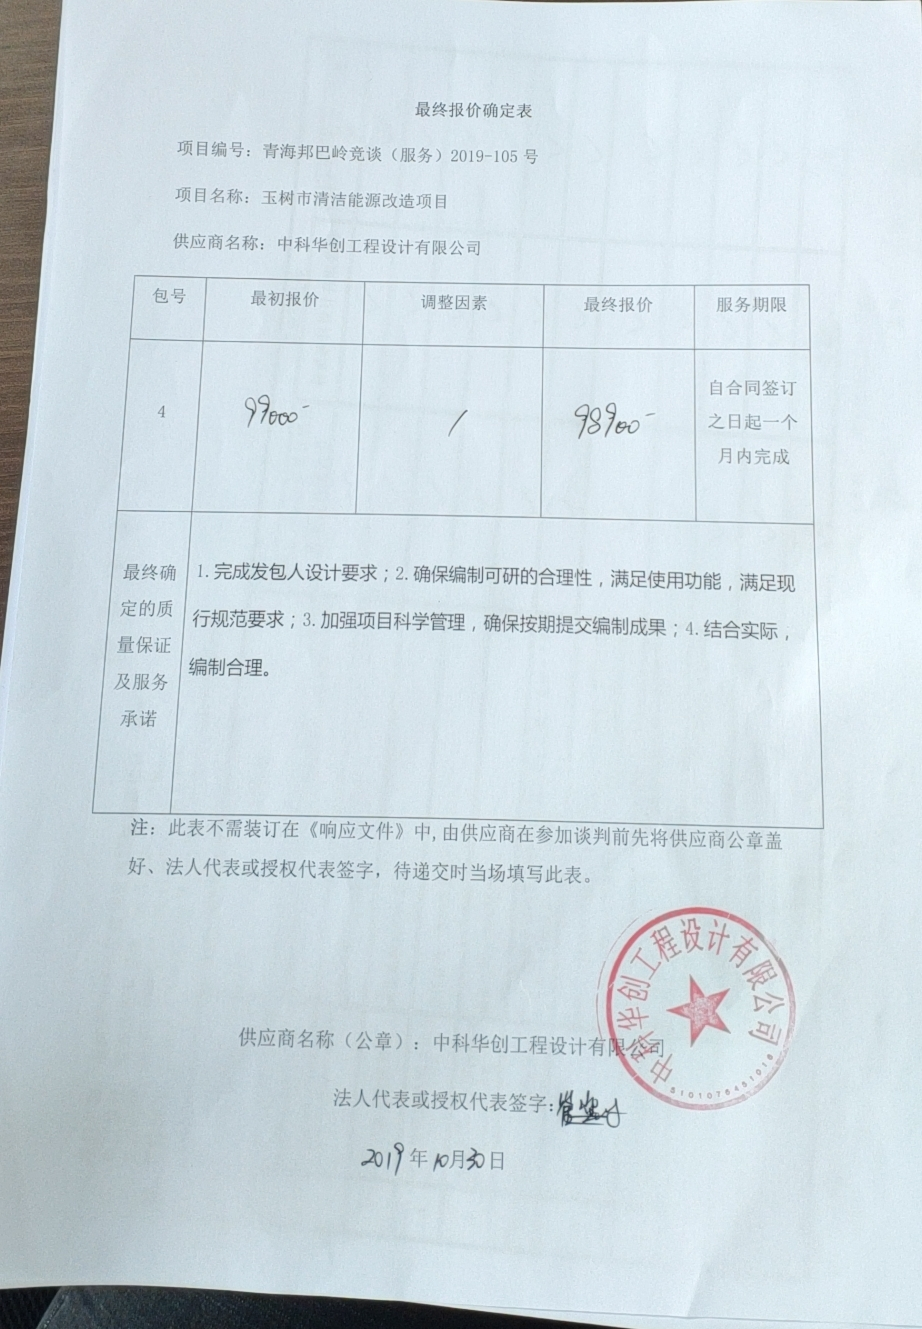 最终报价确定表
项目编号：青海邦巴岭竞谈（服务）2019-105 号
项目名称：玉树市清洁能源改造项目
供应商名称：中科华创工程设计有限公司
包号 最初报价 调整因素 最终报价 服务期限
4 99000- / 98900- 自合同签订
之日起一个
月内完成
最终确
定的质
量保证
及服务
承诺
1.完成发包人设计要求；2.确保编制可研的合理性，满足使用功能，满足现
行规范要求；3.加强项目科学管理，确保按期提交编制成果；4.结合实际，
编制合理。
注：此表不需装订在《响应文件》中,由供应商在参加谈判前先将供应商公章盖
好、法人代表或授权代表签字，待递交时当场填写此表。
供应商名称（公章）：中科华创工程设计有限公司
中科华创工程设计有限公司
法人代表或授权代表签字：
2019年10月30日